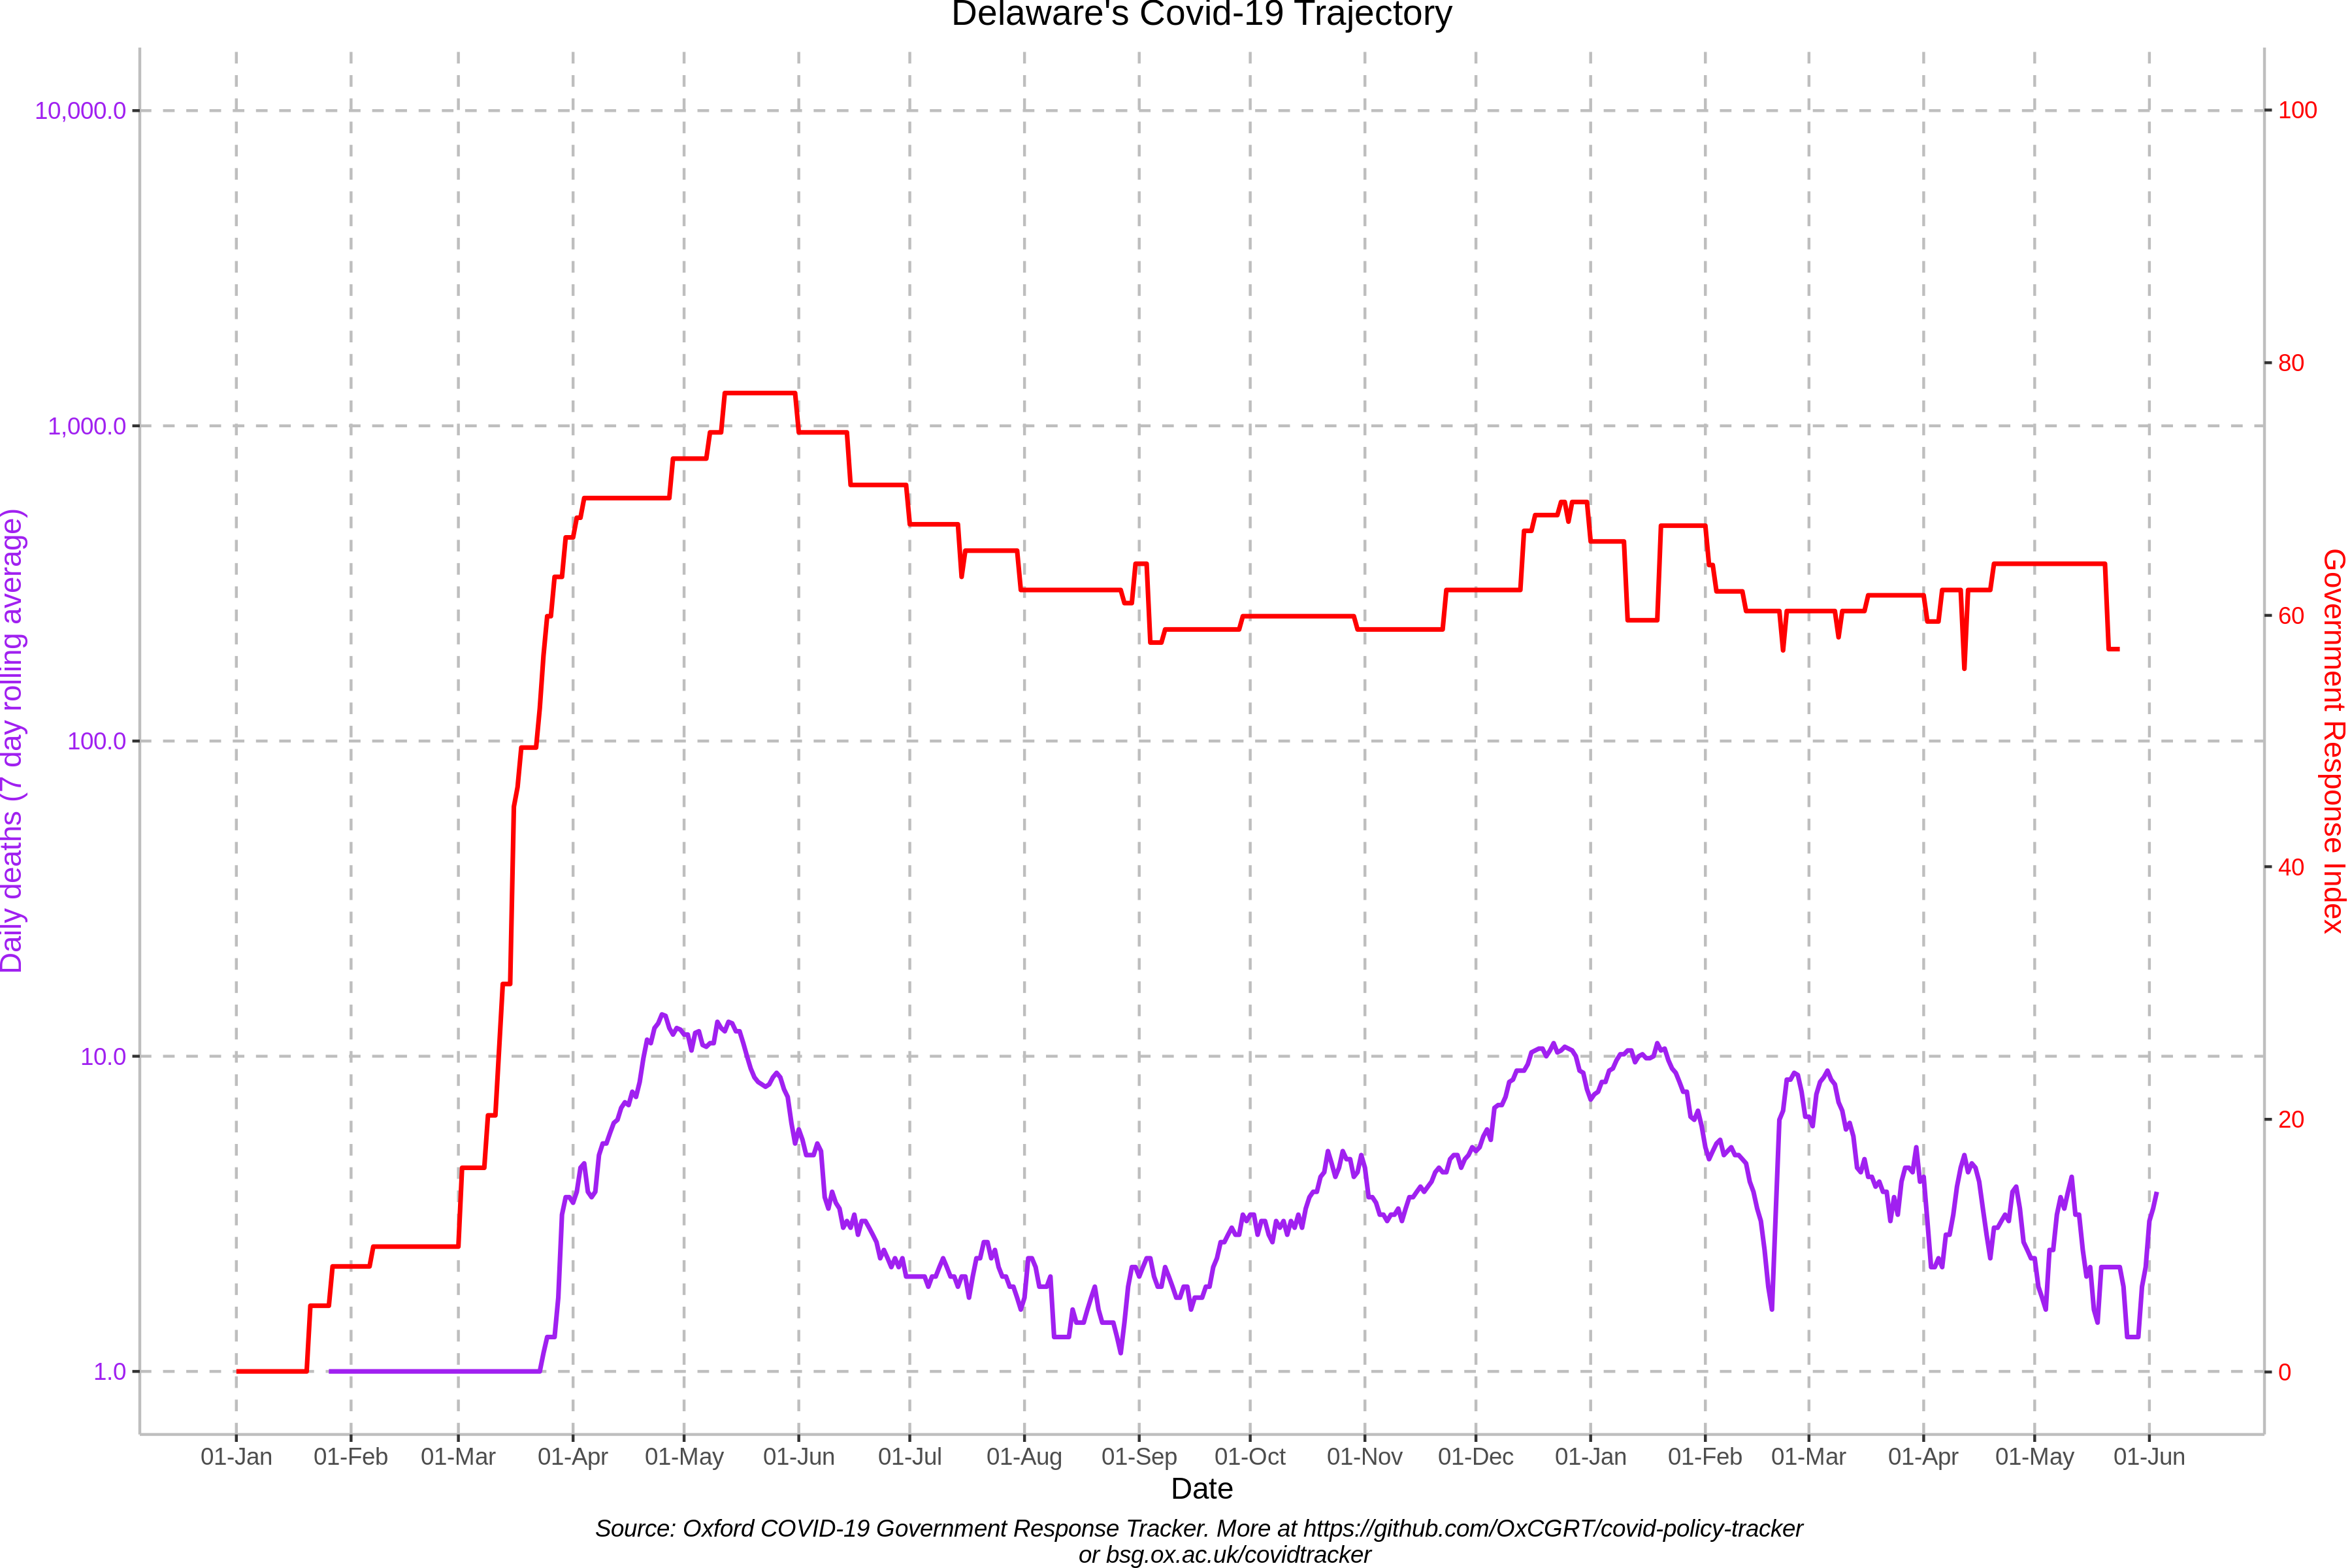 Delaware's Covid-19 Trajectory
10,000.0
1,000.0
100.0
10.0
1.0
Daily deaths (7 day rolling average)
100
80
60
40
20
0
Government Response Index
01-Jan 01-Feb 01-Mar 01-Apr 01-May 01-Jun 01-Jul 01-Aug 01-Sep 01-Oct 01-Nov 01-Dec 01-Jan 01-Feb 01-Mar 01-Apr 01-May 01-Jun
Date
Source: Oxford COVID-19 Government Response Tracker. More at https://github.com/OxCGRT/covid-policy-tracker
or bsg.ox.ac.uk/covidtracker